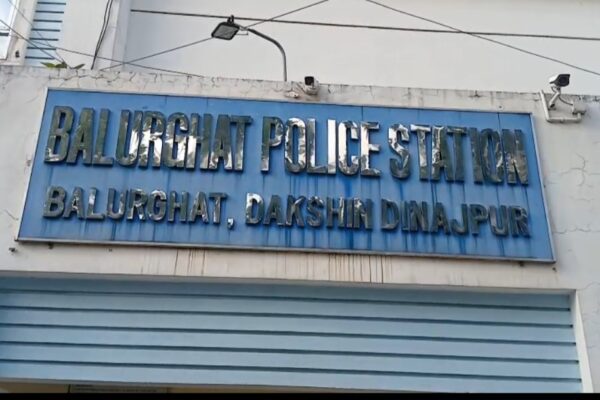 BALURGHAT POLICE STATION
BALURGHAT, DAKSHIN DINAJPUR